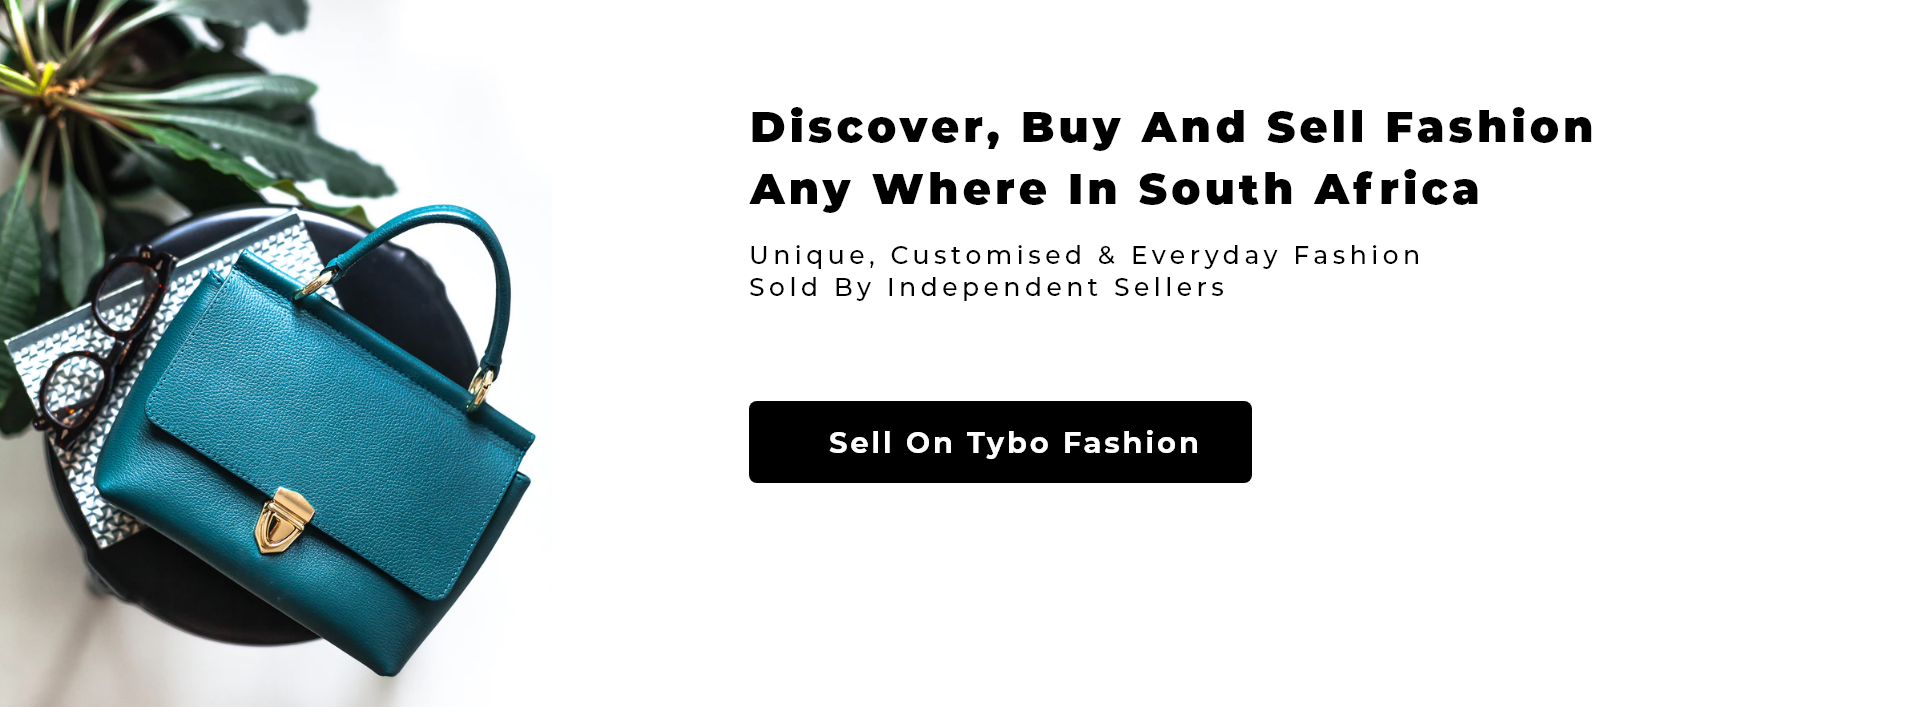 Discover, Buy And Sell Fashion
Any Where In South Africa
Unique, Customised & Everyday Fashion
Sold By Independent Sellers
Sell On Tybo Fashion